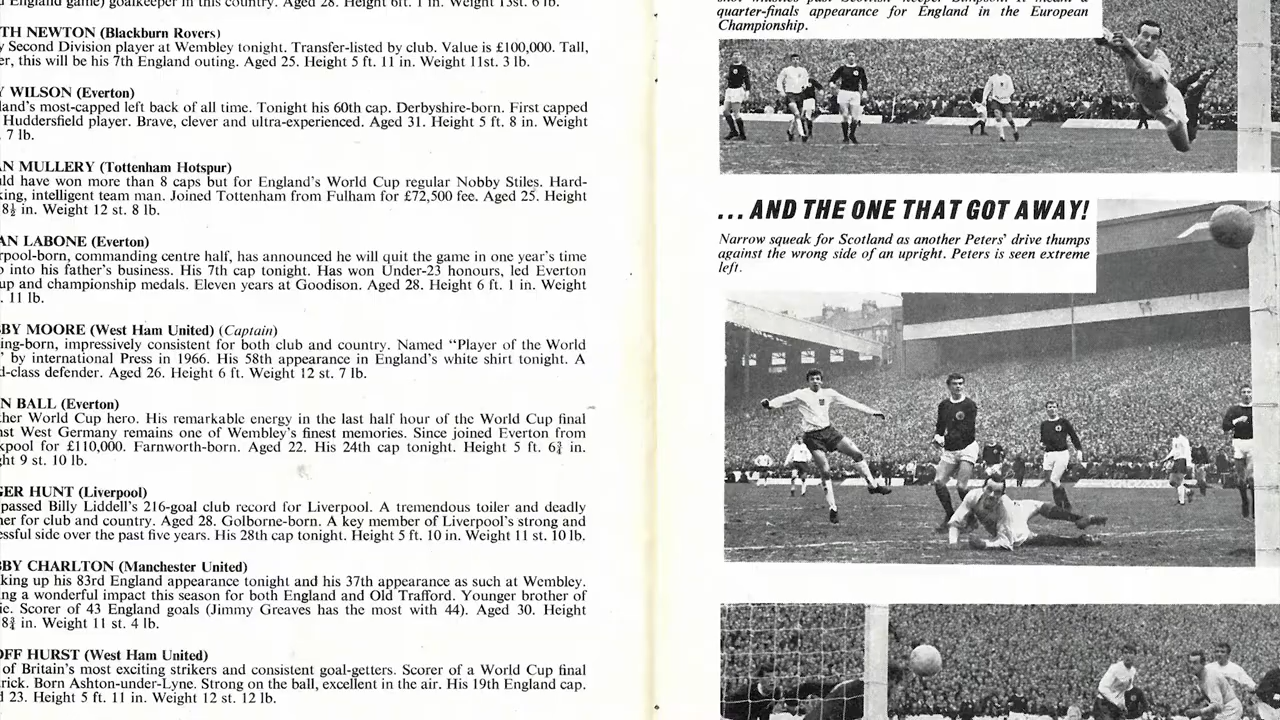 England game) goalkeeper in this country. Aged 28. Height 6ft. 1 in. Weight 13st. 6 lb.
TH NEWTON (Blackburn Rovers)
y Second Division player at Wembley tonight. Transfer-listed by club. Value is £100,000. Tall,
er, this will be his 7th England outing. Aged 25. Height 5 ft. 11 in. Weight 11st. 3 lb.
Y WILSON (Everton)
land's most-capped left back of all time. Tonight his 60th cap. Derbyshire-born. First capped
Huddersfield player. Brave, clever and ultra-experienced. Aged 31. Height 5 ft. 8 in. Weight
. 7 lb.
AN MULLERY (Tottenham Hotspur)
uld have won more than 8 caps but for England's World Cup regular Nobby Stiles. Hard-
king, intelligent team man. Joined Tottenham from Fulham for £72,500 fee. Aged 25. Height
8½ in. Weight 12 st. 8 lb.
AN LABONE (Everton)
rpool-born, commanding centre half, has announced he will quit the game in one year's time
o into his father's business. His 7th cap tonight. Has won Under-23 honours, led Everton
up and championship medals. Eleven years at Goodison. Aged 28. Height 6 ft. 1 in. Weight
. 11 lb.
BY MOORE (West Ham United) (Captain)
ing-born, impressively consistent for both club and country. Named "Player of the World
' by international Press in 1966. His 58th appearance in England's white shirt tonight. A
d-class defender. Aged 26. Height 6 ft. Weight 12 st. 7 lb.
N BALL (Everton)
her World Cup hero. His remarkable energy in the last half hour of the World Cup final
nst West Germany remains one of Wembley's finest memories. Since joined Everton from
kpool for £110,000. Farnworth-born. Aged 22. His 24th cap tonight. Height 5 ft. 6¾ in.
ght 9 st. 10 lb.
GER HUNT (Liverpool)
passed Billy Liddell's 216-goal club record for Liverpool. A tremendous toiler and deadly
her for club and country. Aged 28. Golborne-born. A key member of Liverpool's strong and
essful side over the past five years. His 28th cap tonight. Height 5 ft. 10 in. Weight 11 st. 10 lb.
BY CHARLTON (Manchester United)
king up his 83rd England appearance tonight and his 37th appearance as such at Wembley.
ng a wonderful impact this season for both England and Old Trafford. Younger brother of
ie. Scorer of 43 England goals (Jimmy Greaves has the most with 44). Aged 30. Height
8¾ in. Weight 11 st. 4 lb.
OFF HURST (West Ham United)
of Britain's most exciting strikers and consistent goal-getters. Scorer of a World Cup final
rick. Born Ashton-under-Lyne. Strong on the ball, excellent in the air. His 19th England cap.
d 23. Height 5 ft. 11 in. Weight 12 st. 12 lb.
shot whistles past Scottish keeper Simpson. It meant a
quarter-finals appearance for England in the European
Championship.
... AND THE ONE THAT GOT AWAY!
Narrow squeak for Scotland as another Peters' drive thumps
against the wrong side of an upright. Peters is seen extreme
left.